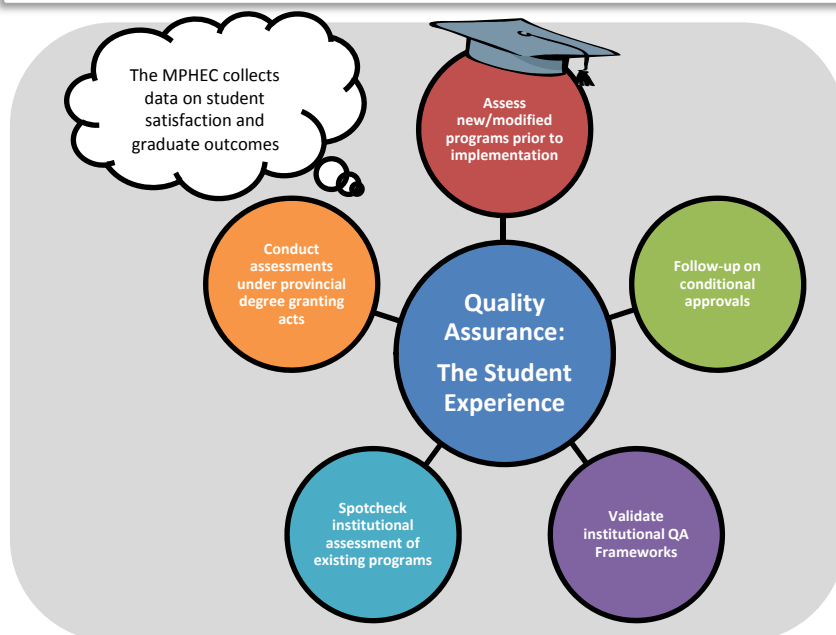 The MPHEC collects
data on student
satisfaction and
graduate outcomes
Assess
new/modified
programs prior to
implementation
Conduct
assessments
under provincial
degree granting
acts
Follow-up on
conditional
approvals
Quality
Assurance:
The Student
Experience
Spotcheck
institutional
assessment of
existing programs
Validate
institutional QA
Frameworks